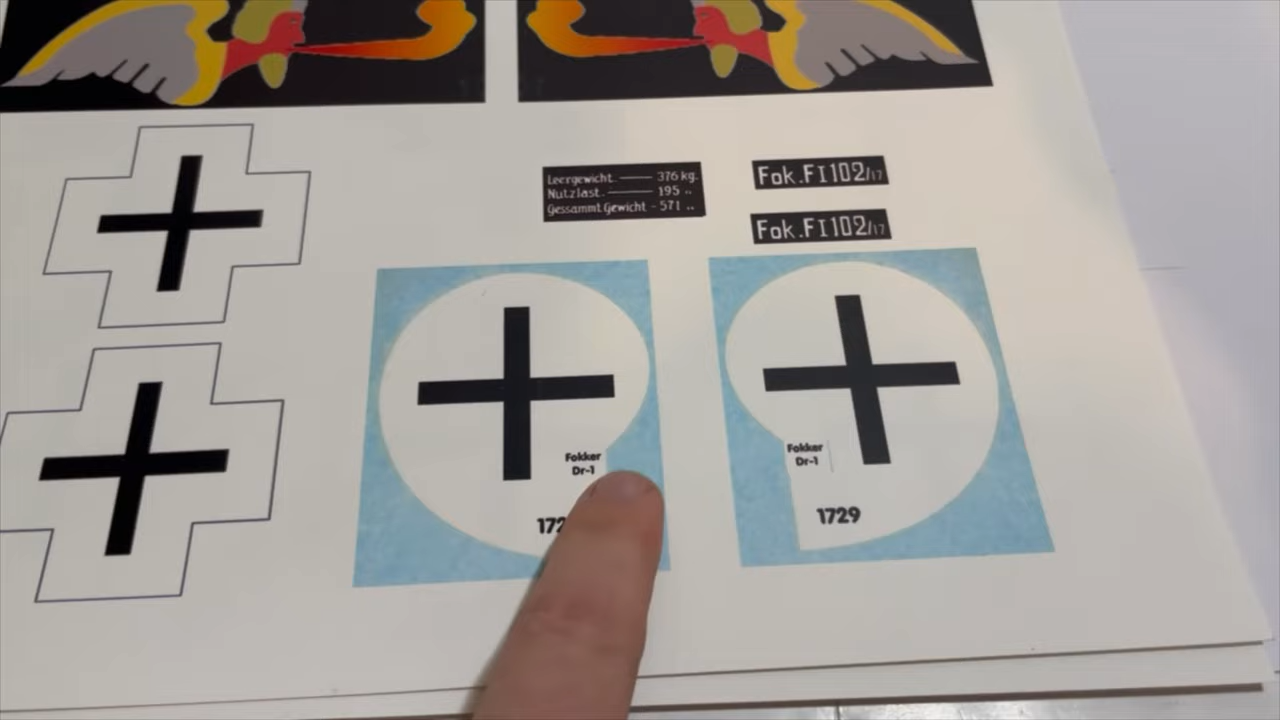 Leergewicht —— 376 kg.
Nutzlast. ——— 195 ..
Gessammt Gewicht - 571 ..
Fok.FI102/17
Fok.FI102/17
Fokker
Dr-1
172
Fokker
Dr-1
1729